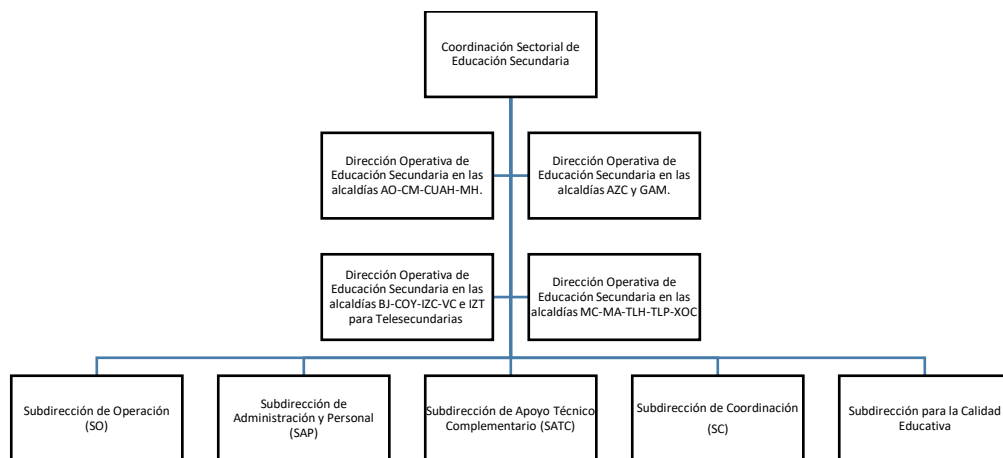 Coordinación Sectorial de
Educación Secundaria
Dirección Operativa de
Educación Secundaria en las
alcaldías AO-CM-CUAH-MH.
Dirección Operativa de
Educación Secundaria en las
alcaldías AZC y GAM.
Dirección Operativa de
Educación Secundaria en las
alcaldías BJ-COY-IZC-VC e IZT
para Telesecundarias
Dirección Operativa de
Educación Secundaria en las
alcaldías MC-MA-TLH-TLP-XOC
Subdirección de Operación
(SO)
Subdirección de
Administración y Personal
(SAP)
Subdirección de Apoyo Técnico
Complementario (SATC)
Subdirección de Coordinación
(SC)
Subdirección para la Calidad
Educativa